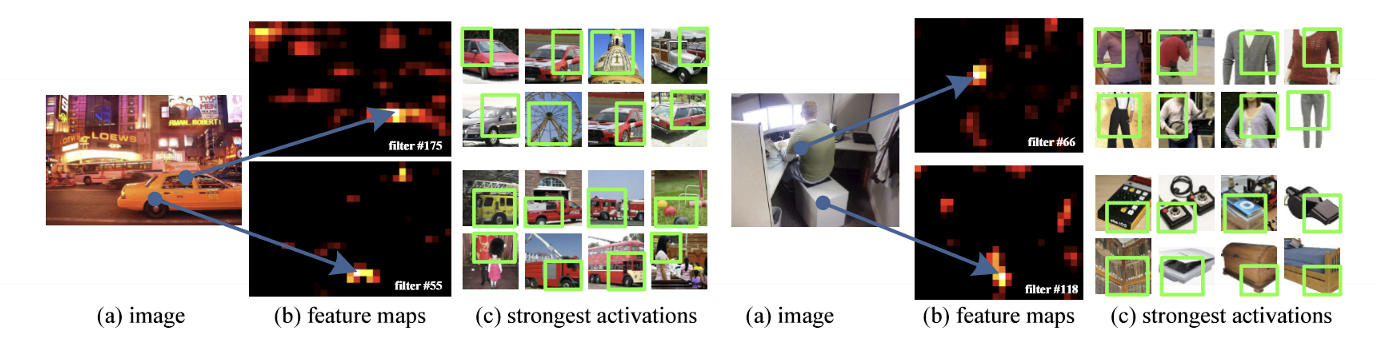 LOEWS
filter #175
filter #55
(a) image
(b) feature maps
(c) strongest activations
filter #66
filter #118
(a) image
(b) feature maps
(c) strongest activations